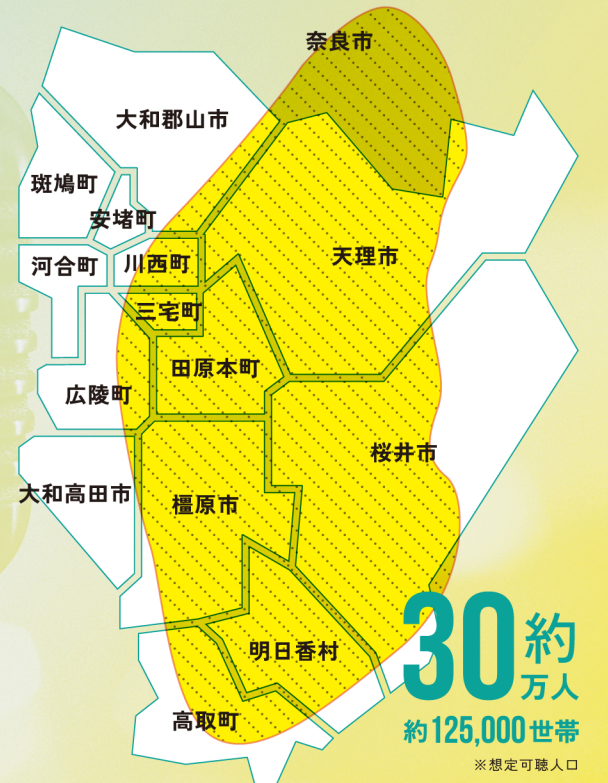 奈良市
大和郡山市
斑鳩町
安堵町
河合町
川西町
天理市
三宅町
田原本町
広陵町
桜井市
大和高田市
橿原市
明日香村
高取町
約30万人
約125,000世帯
※想定可聴人口